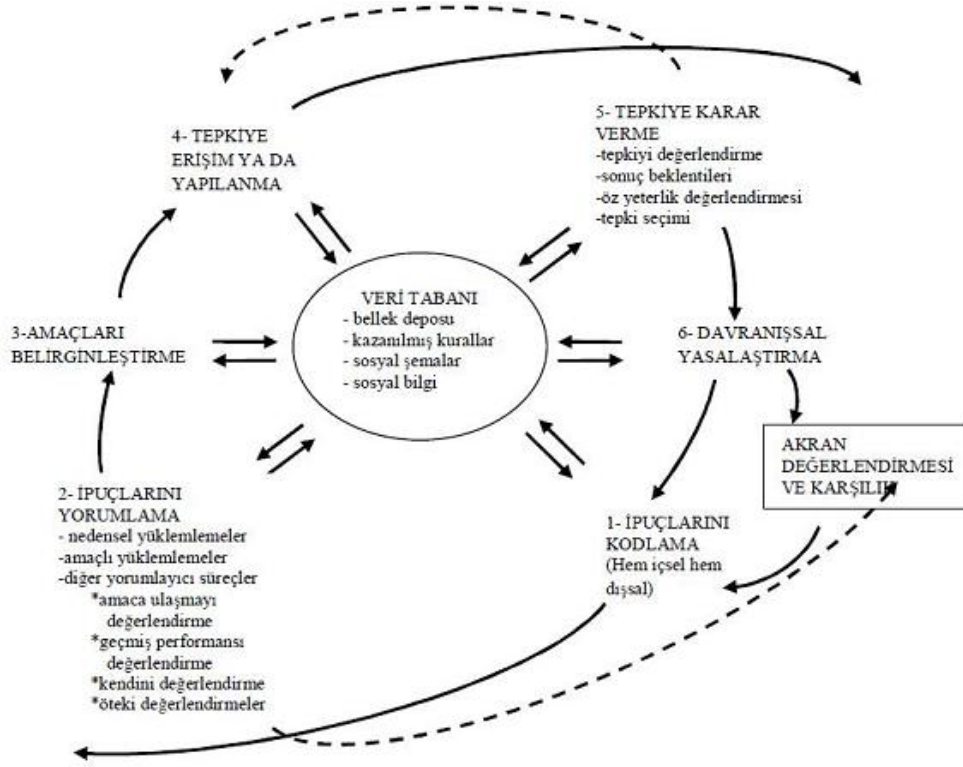 4- TEPKİYE
ERİŞİM YA DA
YAPILANMA
5- TEPKİYE KARAR
VERME
-tepkiyi değerlendirme
-sonuç beklentileri
-öz yeterlik değerlendirmesi
-tepki seçimi
VERİ TABANI
- bellek deposu
- kazanılmış kurallar
- sosyal şemalar
- sosyal bilgi
3-AMAÇLARI
BELİRGİNLEŞTİRME
6- DAVRANIŞSAL
YASALAŞTIRMA
AKRAN
DEĞERLENDİRMESİ
VE KARŞILIK
2- İPUÇLARINI
YORUMLAMA
- nedensel yüklemlemeler
-amaçlı yüklemlemeler
-diğer yorumlayıcı süreçler
*amaca ulaşmayı
değerlendirme
*geçmiş performansı
değerlendirme
*kendini değerlendirme
*öteki değerlendirmeler
1- İPUÇLARINI
KODLAMA
(Hem içsel hem
dışsal)